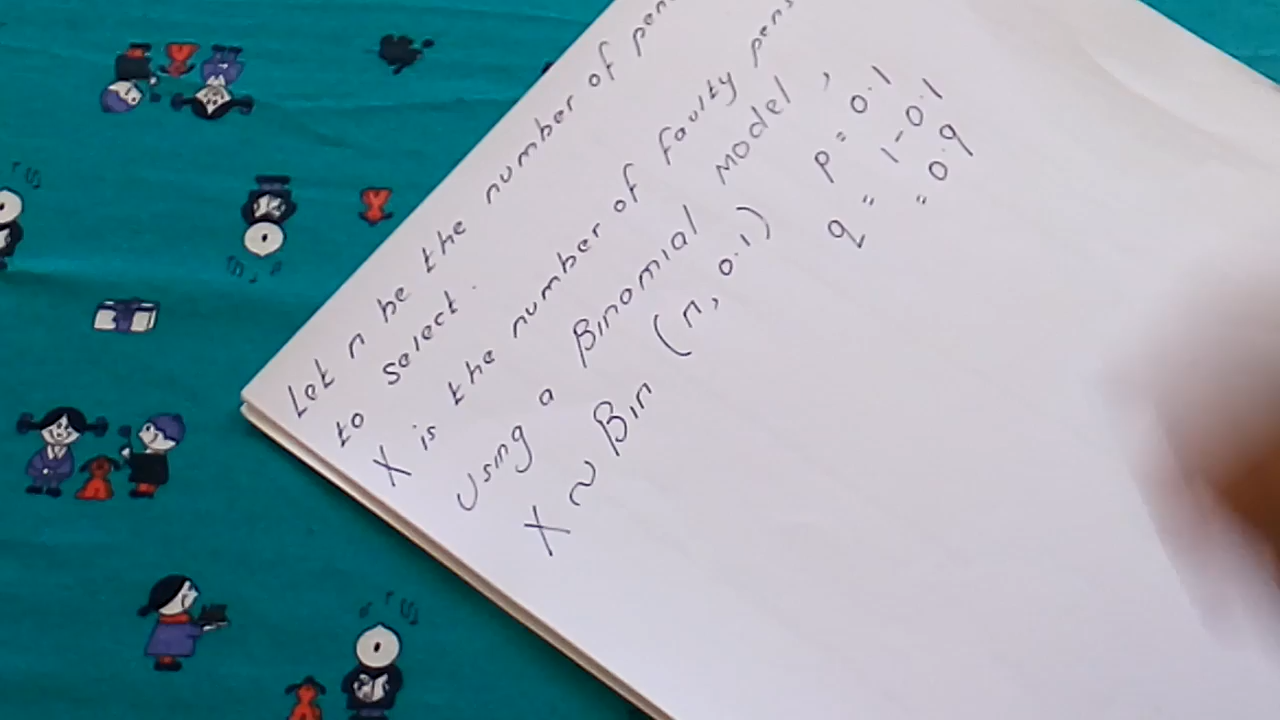 Let n be the number of pen
to select.
X is the number of faulty pens
Using a Binomial model,
X ~ Bin (n, 0.1) p = 0.1
q = 1-0.1
= 0.9